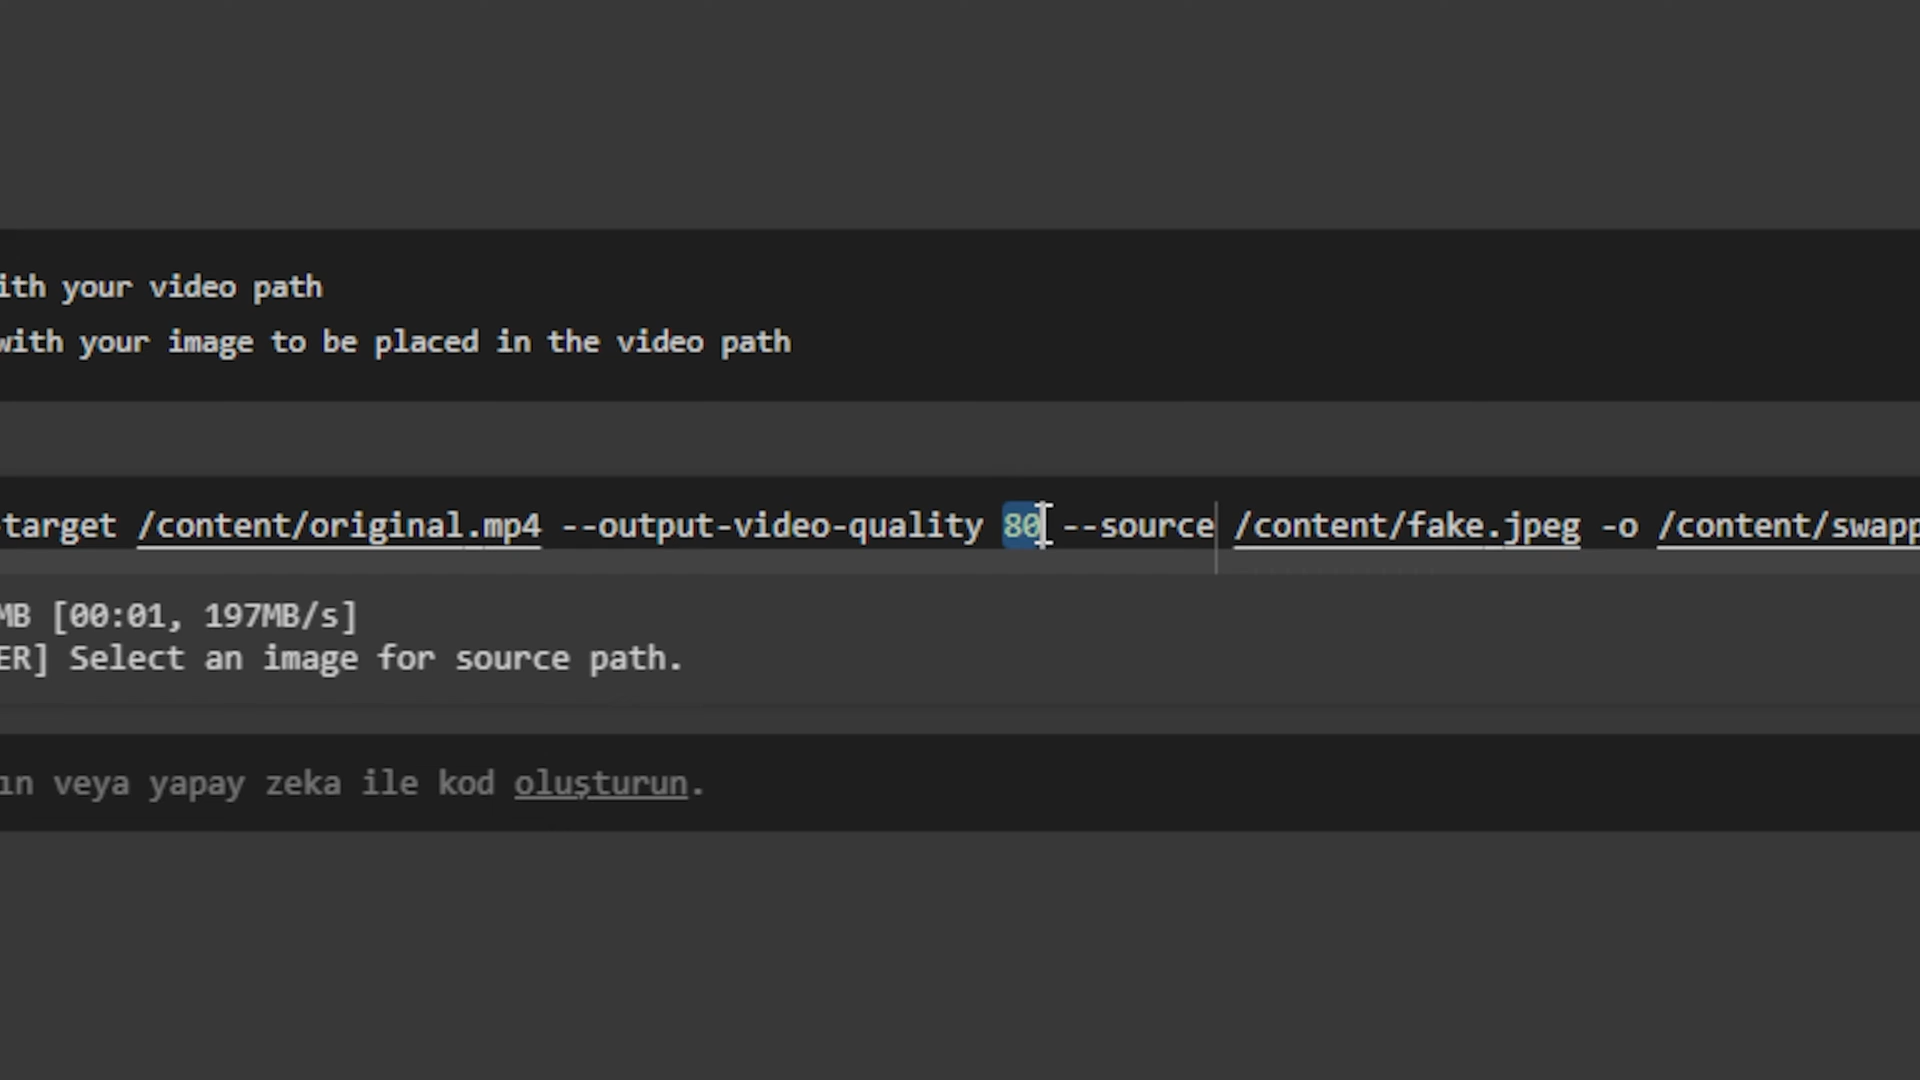 ith your video path
with your image to be placed in the video path
-target /content/original.mp4 --output-video-quality 80 --source /content/fake.jpeg -o /content/swapp
MB [00:01, 197MB/s]
ER] Select an image for source path.
ın veya yapay zeka ile kod oluşturun.